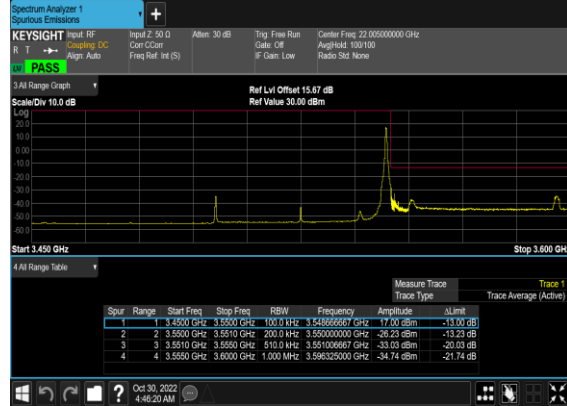 Spectrum Analyzer 1
Spurious Emissions
KEYSIGHT Input: RF Input Z: 50 Ω Atten: 30 dB Trig: Free Run Center Freq: 22.005000000 GHz
R T Coupling: DC Corr CCorr Gate: Off Avg|Hold: 100/100
Align: Auto Freq Ref: Int (S) IF Gain: Low Radio Std: None
PASS
3 All Range Graph
Scale/Div 10.0 dB Ref Lvl Offset 15.67 dB
Ref Value 30.00 dBm
Log
20.0
10.0
0.00
-10.0
-20.0
-30.0
-40.0
-50.0
-60.0
Start 3.450 GHz Stop 3.600 GH
4 All Range Table
Measure Trace Trace 1
Trace Type Trace Average (Active)
Spur Range Start Freq Stop Freq RBW Frequency Amplitude ΔLimit
1 1 3.4500 GHz 3.5500 GHz 100.0 kHz 3.548666667 GHz 17.00 dBm -13.00 dB
2 2 3.5500 GHz 3.5510 GHz 200.0 kHz 3.550000000 GHz -26.23 dBm -13.23 dB
3 3 3.5510 GHz 3.5550 GHz 510.0 kHz 3.551006667 GHz -33.03 dBm -20.03 dB
4 4 3.5550 GHz 3.6000 GHz 1.000 MHz 3.596325000 GHz -34.74 dBm -21.74 dB
? Oct 30, 2022
4:46:20 AM